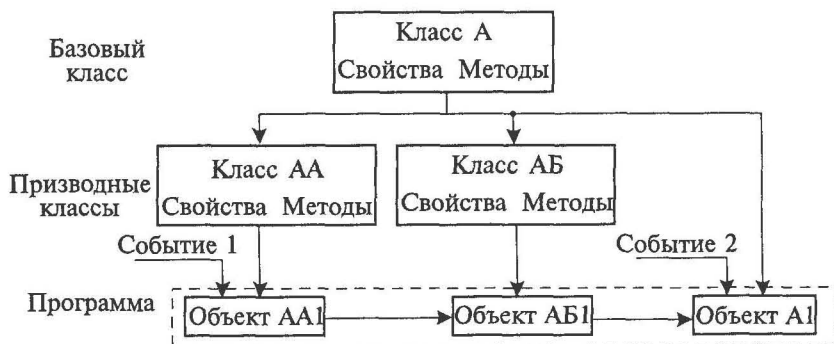 Базовый
класс
Класс А
Свойства Методы
Призводные
классы
Класс АА
Свойства Методы
Класс АБ
Свойства Методы
Событие 1
Событие 2
Программа
Объект АА1
Объект АБ1
Объект А1